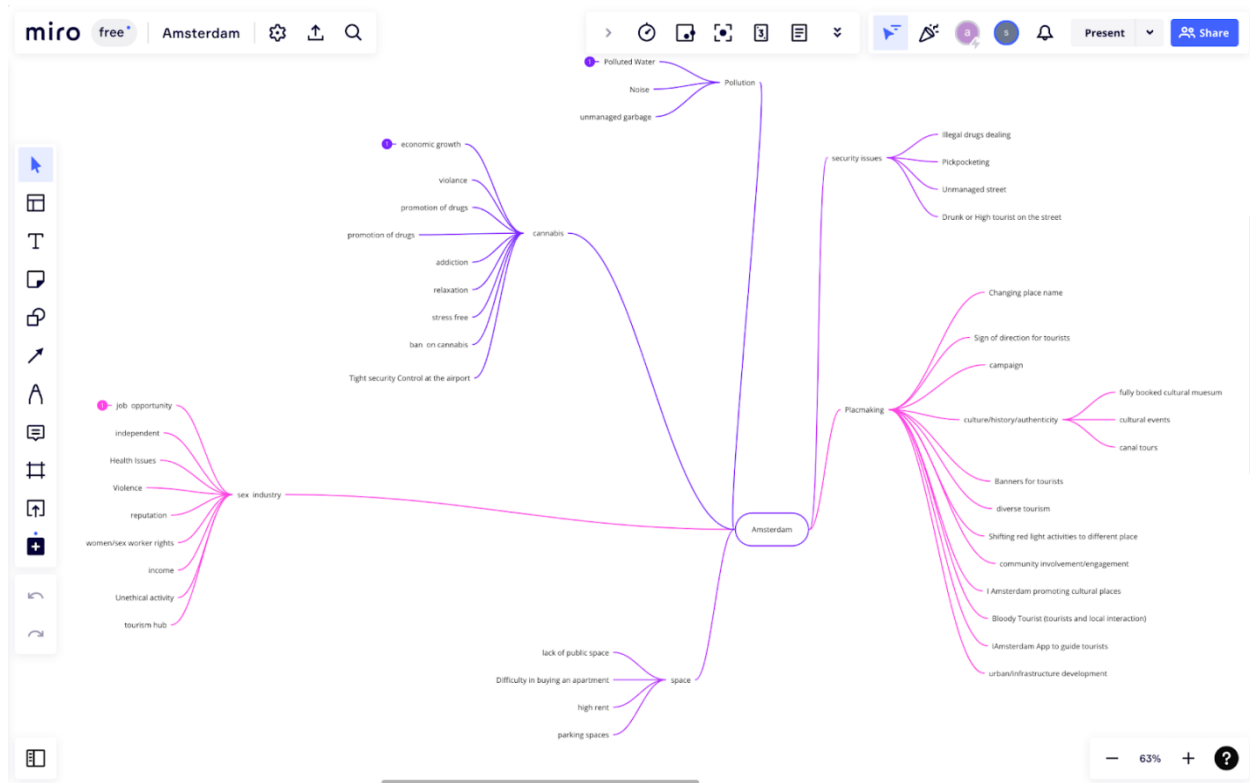 miro
free
Amsterdam
3
a
s
Present
Share
1
Polluted Water
Noise
unmanaged garbage
Pollution
1
economic growth
violance
promotion of drugs
promotion of drugs
addiction
relaxation
stress free
ban on cannabis
Tight security Control at the airport
cannabis
security issues
Illegal drugs dealing
Pickpocketing
Unmanaged street
Drunk or High tourist on the street
1
job opportunity
independent
Health Issues
Violence
reputation
women/sex worker rights
income
Unethical activity
tourism hub
sex industry
Amsterdam
Placmaking
Changing place name
Sign of direction for tourists
campaign
culture/history/authenticity
fully booked cultural muesum
cultural events
canal tours
Banners for tourists
diverse tourism
Shifting red light activities to different place
community involvement/engagement
I Amsterdam promoting cultural places
Bloody Tourist (tourists and local interaction)
IAmsterdam App to guide tourists
urban/infrastructure development
lack of public space
Difficulty in buying an apartment
high rent
parking spaces
space
63%
?